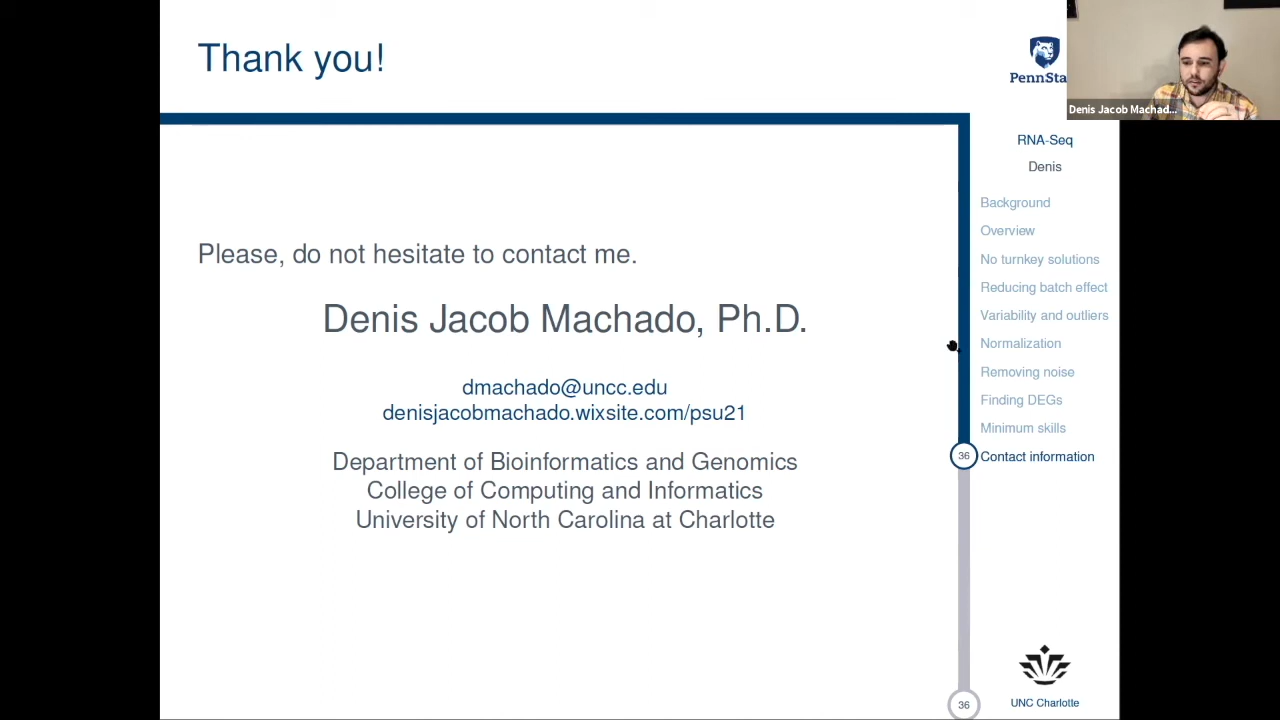 Thank you!
PennSta
Denis Jacob Machad...
RNA-Seq
Denis
Background
Overview
No turnkey solutions
Reducing batch effect
Variability and outliers
Normalization
Removing noise
Finding DEGs
Minimum skills
36 Contact information
Please, do not hesitate to contact me.
Denis Jacob Machado, Ph.D.
dmachado@uncc.edu
denisjacobmachado.wixsite.com/psu21
Department of Bioinformatics and Genomics
College of Computing and Informatics
University of North Carolina at Charlotte
36
UNC Charlotte